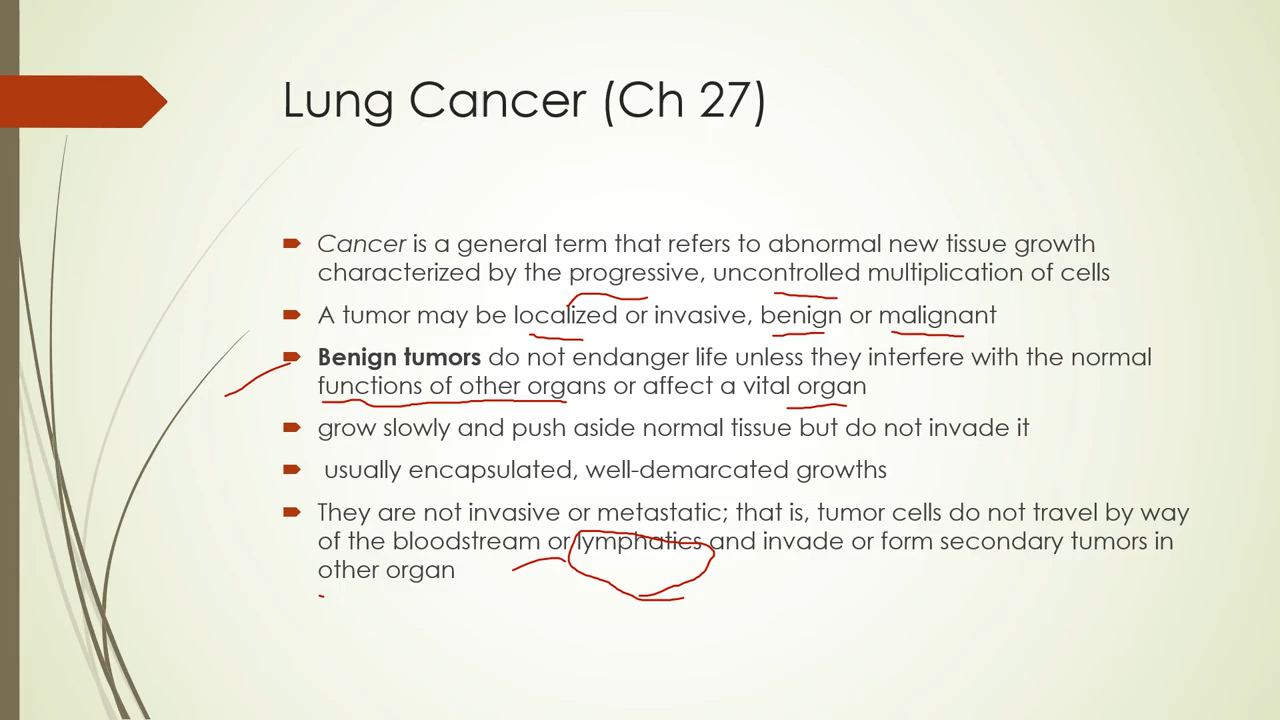 Lung Cancer (Ch 27)
Cancer is a general term that refers to abnormal new tissue growth
characterized by the progressive, uncontrolled multiplication of cells
A tumor may be localized or invasive, benign or malignant
Benign tumors do not endanger life unless they interfere with the normal
functions of other organs or affect a vital organ
grow slowly and push aside normal tissue but do not invade it
usually encapsulated, well-demarcated growths
They are not invasive or metastatic; that is, tumor cells do not travel by way
of the bloodstream or lymphatics and invade or form secondary tumors in
other organ